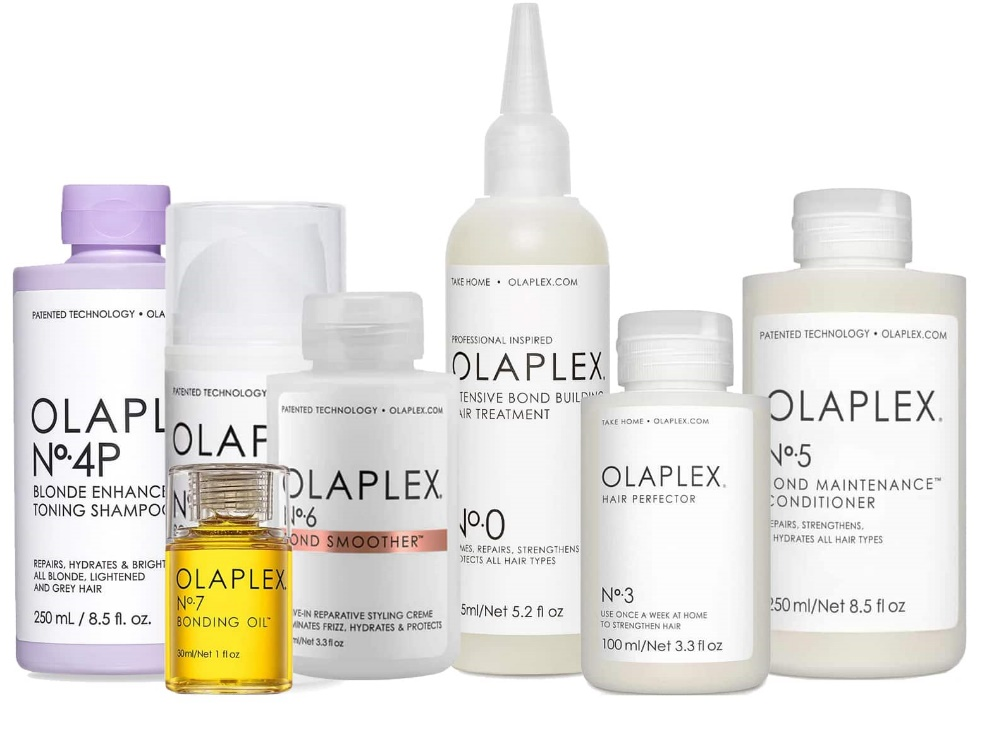 PATENTED TECHNOLOGY • OLA
OLAPL
Nº.4P
BLONDE ENHANCE
TONING SHAMPOO
REPAIRS, HYDRATES & BRIGHT
ALL BLONDE, LIGHTENED
AND GREY HAIR
250 mL / 8.5 fl. oz.
PATENTED TECHNOLOGY
OLAP
OLAPLEX.
Nº.7
BONDING OIL™
30ml/Net 1 fl oz
PATENTED TECHNOLOGY • OLAPLEX.COM
OLAPLEX.
Nº.6
OND SMOOTHER™
VE-IN REPARATIVE STYLING CREME
MINATES FRIZZ, HYDRATES & PROTECTS
ml/Net 3.3 fl oz
TAKE HOME • OLAPLEX.COM
PROFESSIONAL INSPIRED
OLAPLEX.
TENSIVE BOND BUILDING
AIR TREATMENT
Nº.0
MES, REPAIRS, STRENGTHENS
OTECTS ALL HAIR TYPES
5ml/Net 5.2 fl oz
TAKE HOME • OLAPLEX.COM
OLAPLEX.
HAIR PERFECTOR
Nº.3
USE ONCE A WEEK AT HOME
TO STRENGTHEN HAIR
100 ml/Net 3.3 fl oz
PATENTED TECHNOLOGY • OLAPLEX.COM
OLAPLEX.
Nº.5
OND MAINTENANCE™
CONDITIONER
EPAIRS, STRENGTHENS,
HYDRATES ALL HAIR TYPES
250 ml/Net 8.5 fl oz